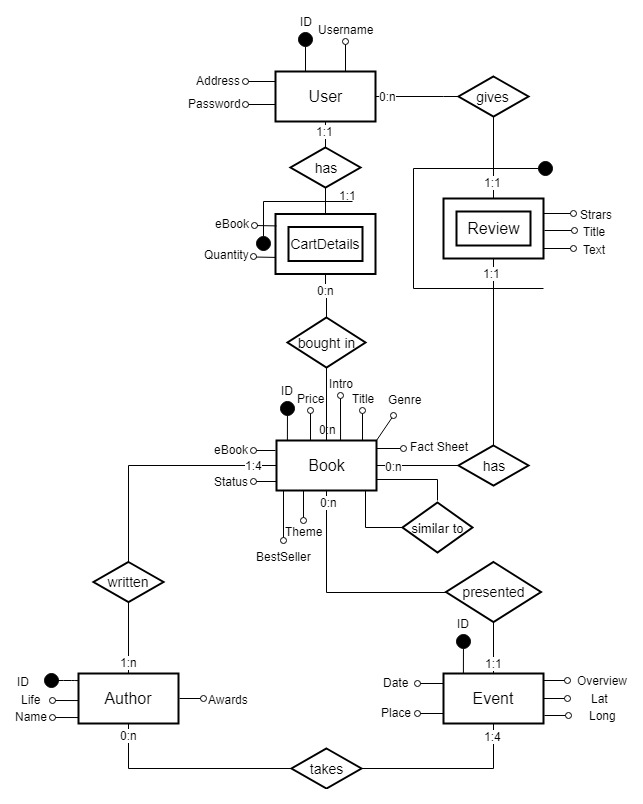 ID
Username
Address
Password
User
0:n
gives
1:1
has
1:1
1:1
eBook
Quantity
CartDetails
Review
Strars
Title
Text
0:n
1:1
bought in
ID
Price
Intro
Title
Genre
0:n
eBook
1:4
Status
Book
Fact Sheet
0:n
has
0:n
Theme
BestSeller
similar to
written
presented
ID
1:n
1:1
ID
Life
Name
Author
Awards
Date
Place
Event
Overview
Lat
Long
0:n
1:4
takes